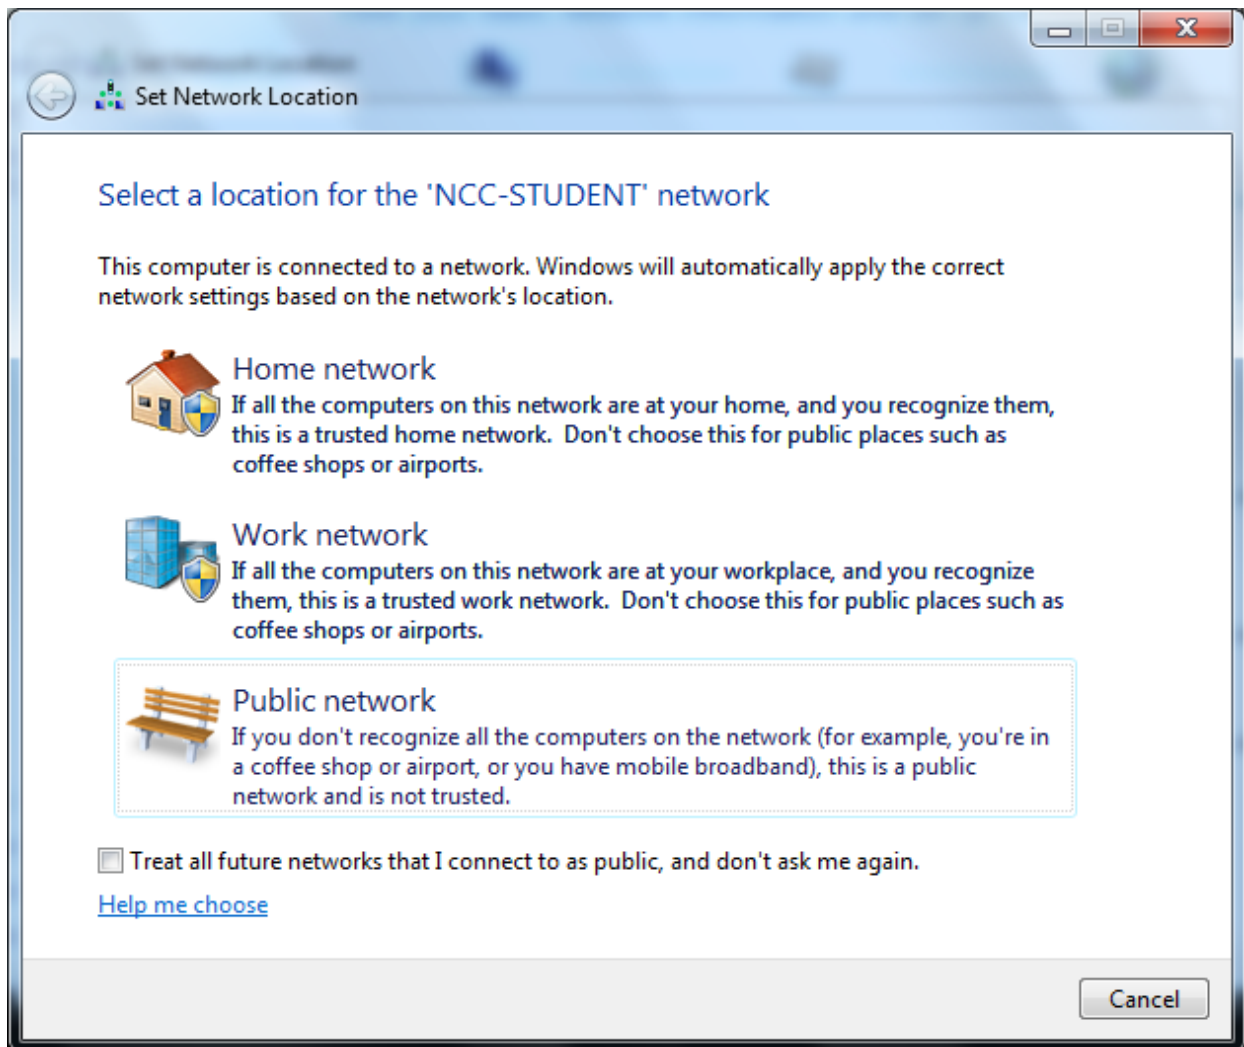 Set Network Location
Select a location for the 'NCC-STUDENT' network
This computer is connected to a network. Windows will automatically apply the correct
network settings based on the network's location.
Home network
If all the computers on this network are at your home, and you recognize them,
this is a trusted home network.  Don't choose this for public places such as
coffee shops or airports.
Work network
If all the computers on this network are at your workplace, and you recognize
them, this is a trusted work network.  Don't choose this for public places such as
coffee shops or airports.
Public network
If you don't recognize all the computers on the network (for example, you're in
a coffee shop or airport, or you have mobile broadband), this is a public
network and is not trusted.
Treat all future networks that I connect to as public, and don't ask me again.
Help me choose
Cancel